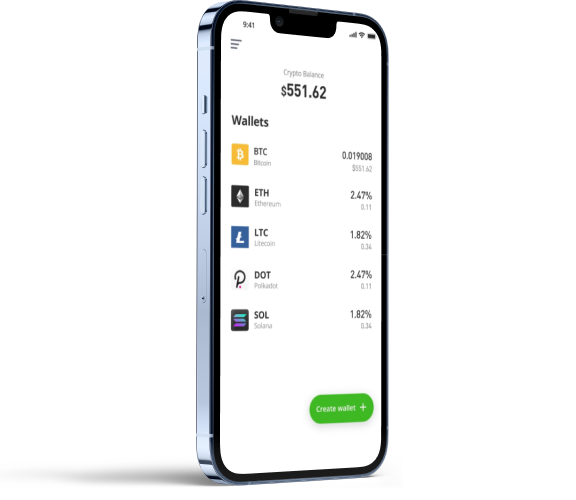 9:41
Crypto Balance
$551.62
Wallets
BTC
0.019008
Bitcoin
$551.62
ETH
2.47%
Ethereum
0.11
LTC
1.82%
Litecoin
0.34
DOT
2.47%
Polkadot
0.11
SOL
1.82%
Solana
0.34
Create wallet +